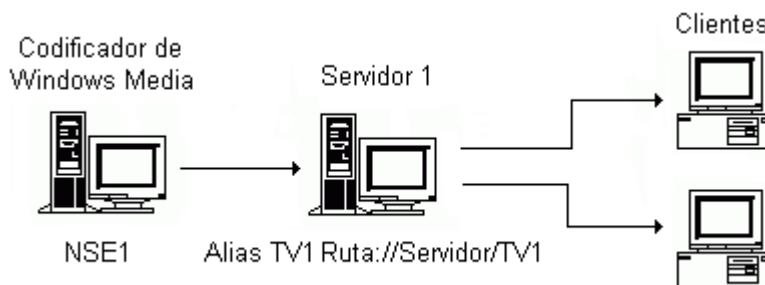 Clientes
Codificador de
Windows Media
Servidor 1
NSE1
Alias TV1 Ruta://Servidor/TV1